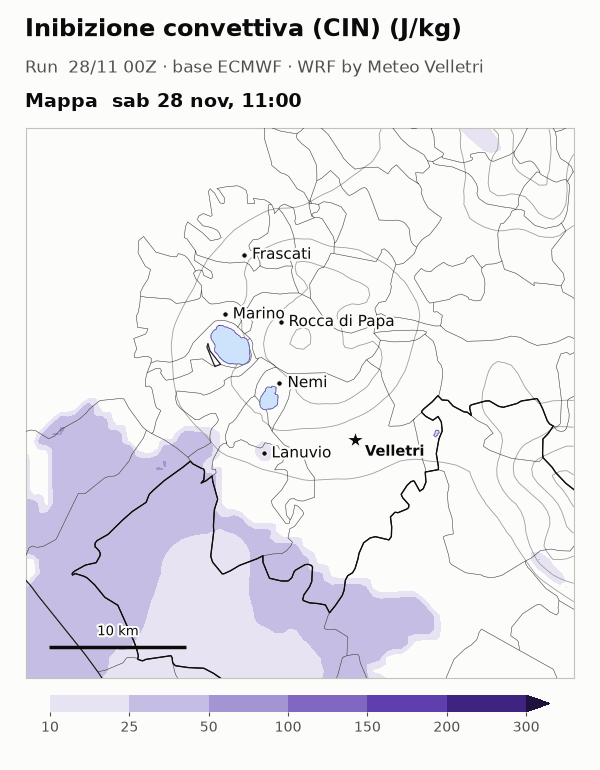 Inibizione convettiva (CIN) (J/kg)
Run  28/11 00Z · base ECMWF · WRF by Meteo Velletri
Mappa  sab 28 nov, 11:00
Frascati
Marino
Rocca di Papa
Nemi
Velletri
Lanuvio
10 km
10 25 50 100 150 200 300